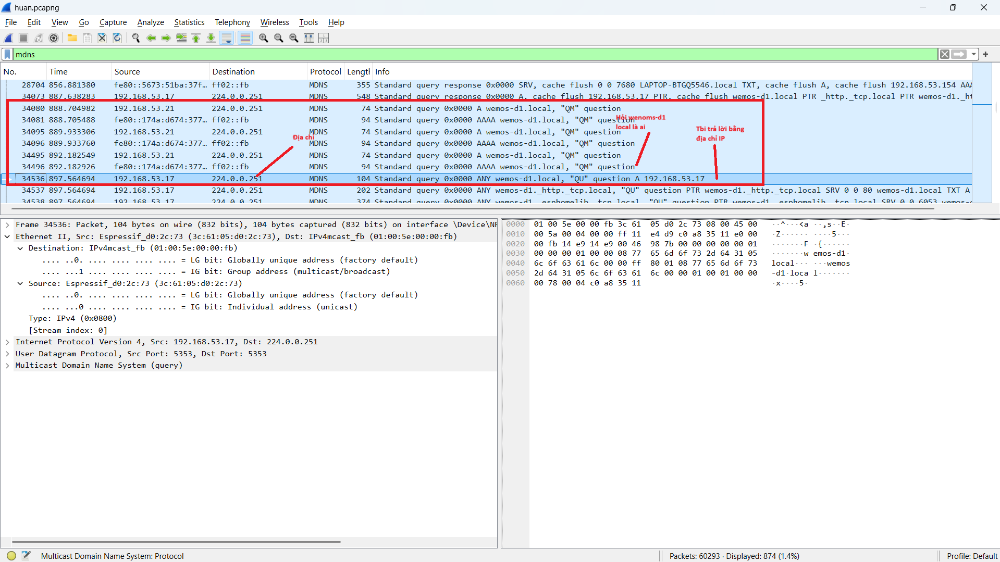 huan.pcapng
File Edit View Go Capture Analyze Statistics Telephony Wireless Tools Help
mdns
No. Time Source Destination Protocol Length Info
28704 856.881380 fe80::5673:51ba:37f… ff02::fb MDNS 355 Standard query response 0x0000 SRV, cache flush 0 0 7680 LAPTOP-BTGQ5546.local TXT, cache flush A, cache flush 192.168.53.154 AAA
34073 887.638283 192.168.53.17 224.0.0.251 MDNS 548 Standard query response 0x0000 A, cache flush 192.168.53.17 PTR, cache flush wemos-d1.local PTR _http._tcp.local PTR wemos-d1._ht
34080 888.704982 192.168.53.21 224.0.0.251 MDNS 74 Standard query 0x0000 A wemos-d1.local, "QM" question
34081 888.705488 fe80::174a:d674:377… ff02::fb MDNS 94 Standard query 0x0000 AAAA wemos-d1.local, "QM" question
Hỏi wenoms-d1
local là ai
34095 889.933306 192.168.53.21 224.0.0.251 MDNS 74 Standard query 0x0000 A wemos-d1.local, "QM" question
Tbi trả lời bằng
địa chỉ IP
Địa chỉ
34096 889.933760 fe80::174a:d674:377… ff02::fb MDNS 94 Standard query 0x0000 AAAA wemos-d1.local, "QM" question
34495 892.182549 192.168.53.21 224.0.0.251 MDNS 74 Standard query 0x0000 A wemos-d1.local, "QM" question
34496 892.182926 fe80::174a:d674:377… ff02::fb MDNS 94 Standard query 0x0000 AAAA wemos-d1.local, "QM" question
34536 897.564694 192.168.53.17 224.0.0.251 MDNS 104 Standard query 0x0000 ANY wemos-d1.local, "QU" question A 192.168.53.17
34537 897.564694 192.168.53.17 224.0.0.251 MDNS 202 Standard query 0x0000 ANY wemos-d1._http._tcp.local, "QU" question PTR wemos-d1._http._tcp.local SRV 0 0 80 wemos-d1.local TXT A
34538 897.564694 192.168.53.17 224.0.0.251 MDNS 374 Standard query 0x0000 ANY wemos-d1._esphomelib._tcp.local, "QU" question PTR wemos-d1._esphomelib._tcp.local SRV 0 0 6053 wemos-
Frame 34536: Packet, 104 bytes on wire (832 bits), 104 bytes captured (832 bits) on interface \Device\NP
Ethernet II, Src: Espressif_d0:2c:73 (3c:61:05:d0:2c:73), Dst: IPv4mcast_fb (01:00:5e:00:00:fb)
Destination: IPv4mcast_fb (01:00:5e:00:00:fb)
.... ..0. .... .... .... .... = LG bit: Globally unique address (factory default)
.... ...1 .... .... .... .... = IG bit: Group address (multicast/broadcast)
Source: Espressif_d0:2c:73 (3c:61:05:d0:2c:73)
.... ..0. .... .... .... .... = LG bit: Globally unique address (factory default)
.... ...0 .... .... .... .... = IG bit: Individual address (unicast)
Type: IPv4 (0x0800)
[Stream index: 0]
Internet Protocol Version 4, Src: 192.168.53.17, Dst: 224.0.0.251
User Datagram Protocol, Src Port: 5353, Dst Port: 5353
Multicast Domain Name System (query)
0000 01 00 5e 00 00 fb 3c 61 05 d0 2c 73 08 00 45 00 ··^···<a ··,s··E·
0010 00 5a 00 04 00 00 ff 11 e4 d9 c0 a8 35 11 e0 00 ·Z······ ····5···
0020 00 fb 14 e9 14 e9 00 46 98 7b 00 00 00 00 00 01 ·······F ·{······
0030 00 00 00 01 00 00 08 77 65 6d 6f 73 2d 64 31 05 ·······w emos-d1·
0040 6c 6f 63 61 6c 00 00 ff 80 01 08 77 65 6d 6f 73 local··· ···wemos
0050 2d 64 31 05 6c 6f 63 61 6c 00 00 01 00 01 00 00 -d1·loca l·······
0060 00 78 00 04 c0 a8 35 11 ·x····5·
Multicast Domain Name System: Protocol
Packets: 60293 · Displayed: 874 (1.4%)
Profile: Default